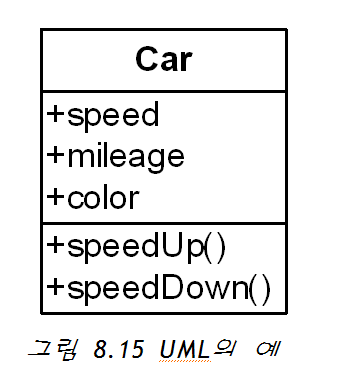 Car
+speed
+mileage
+color
+speedUp()
+speedDown()
그림 8.15 UML의 예